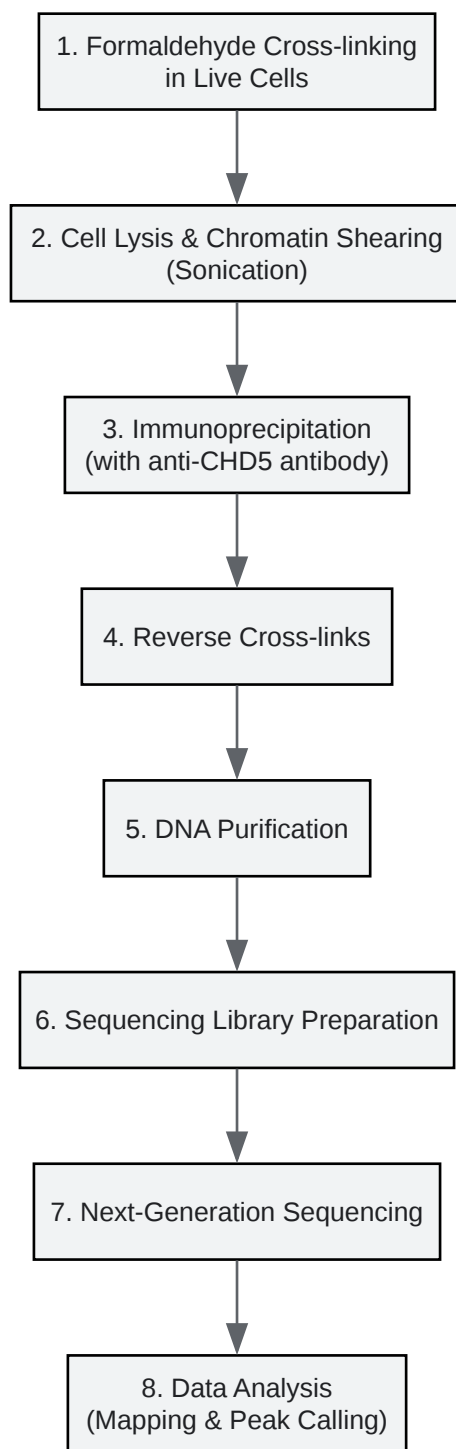 1. Formaldehyde Cross-linking
in Live Cells
2. Cell Lysis & Chromatin Shearing
(Sonication)
3. Immunoprecipitation
(with anti-CHD5 antibody)
4. Reverse Cross-links
5. DNA Purification
6. Sequencing Library Preparation
7. Next-Generation Sequencing
8. Data Analysis
(Mapping & Peak Calling)